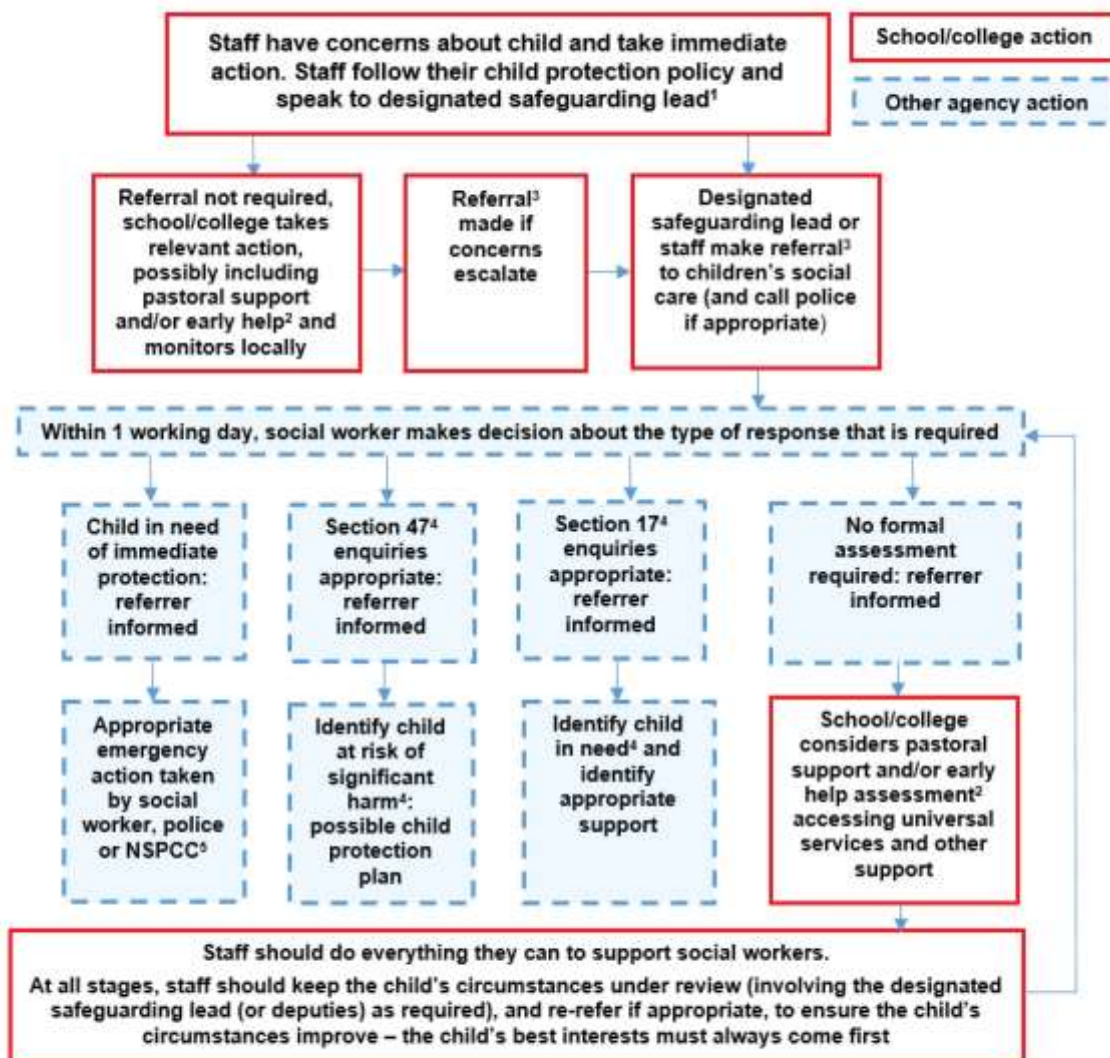 Staff have concerns about child and take immediate
action. Staff follow their child protection policy and
speak to designated safeguarding lead¹
School/college action
Other agency action
Referral not required,
school/college takes
relevant action,
possibly including
pastoral support
and/or early help² and
monitors locally
Referral³
made if
concerns
escalate
Designated
safeguarding lead or
staff make referral³
to children's social
care (and call police
if appropriate)
Within 1 working day, social worker makes decision about the type of response that is required
Child in need
of immediate
protection:
referrer
informed
Section 47⁴
enquiries
appropriate:
referrer
informed
Section 17⁴
enquiries
appropriate:
referrer
informed
No formal
assessment
required: referrer
informed
Appropriate
emergency
action taken
by social
worker, police
or NSPCC⁵
Identify child
at risk of
significant
harm⁴:
possible child
protection
plan
Identify child
in need⁴ and
identify
appropriate
support
School/college
considers pastoral
support and/or early
help assessment²
accessing universal
services and other
support
Staff should do everything they can to support social workers.
At all stages, staff should keep the child's circumstances under review (involving the designated
safeguarding lead (or deputies) as required), and re-refer if appropriate, to ensure the child's
circumstances improve – the child's best interests must always come first